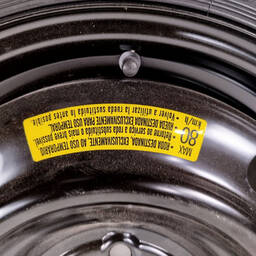 MAX
80
km/h
• RODA DESTINADA EXCLUSIVAMENTE AO USO TEMPORÁRIO.
• Retorne ao serviço a roda substituída o mais breve possível.
RUEDA DESTINADA EXCLUSIVAMENTE PARA USO TEMPORAL.
• Volver a utilizar la rueda sustituida lo antes posible